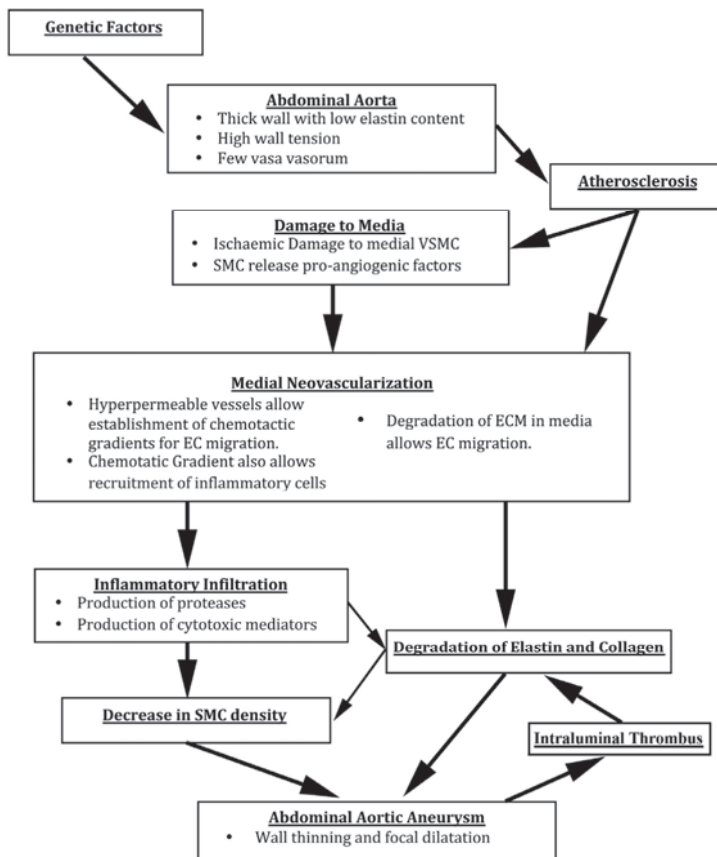 Genetic Factors
Abdominal Aorta
• Thick wall with low elastin content
• High wall tension
• Few vasa vasorum
Atherosclerosis
Damage to Media
• Ischaemic Damage to medial VSMC
• SMC release pro-angiogenic factors
Medial Neovascularization
• Hyperpermeable vessels allow
establishment of chemotactic
gradients for EC migration.
• Chemotatic Gradient also allows
recruitment of inflammatory cells
• Degradation of ECM in media
allows EC migration.
Inflammatory Infiltration
• Production of proteases
• Production of cytotoxic mediators
Degradation of Elastin and Collagen
Decrease in SMC density
Intraluminal Thrombus
Abdominal Aortic Aneurysm
• Wall thinning and focal dilatation